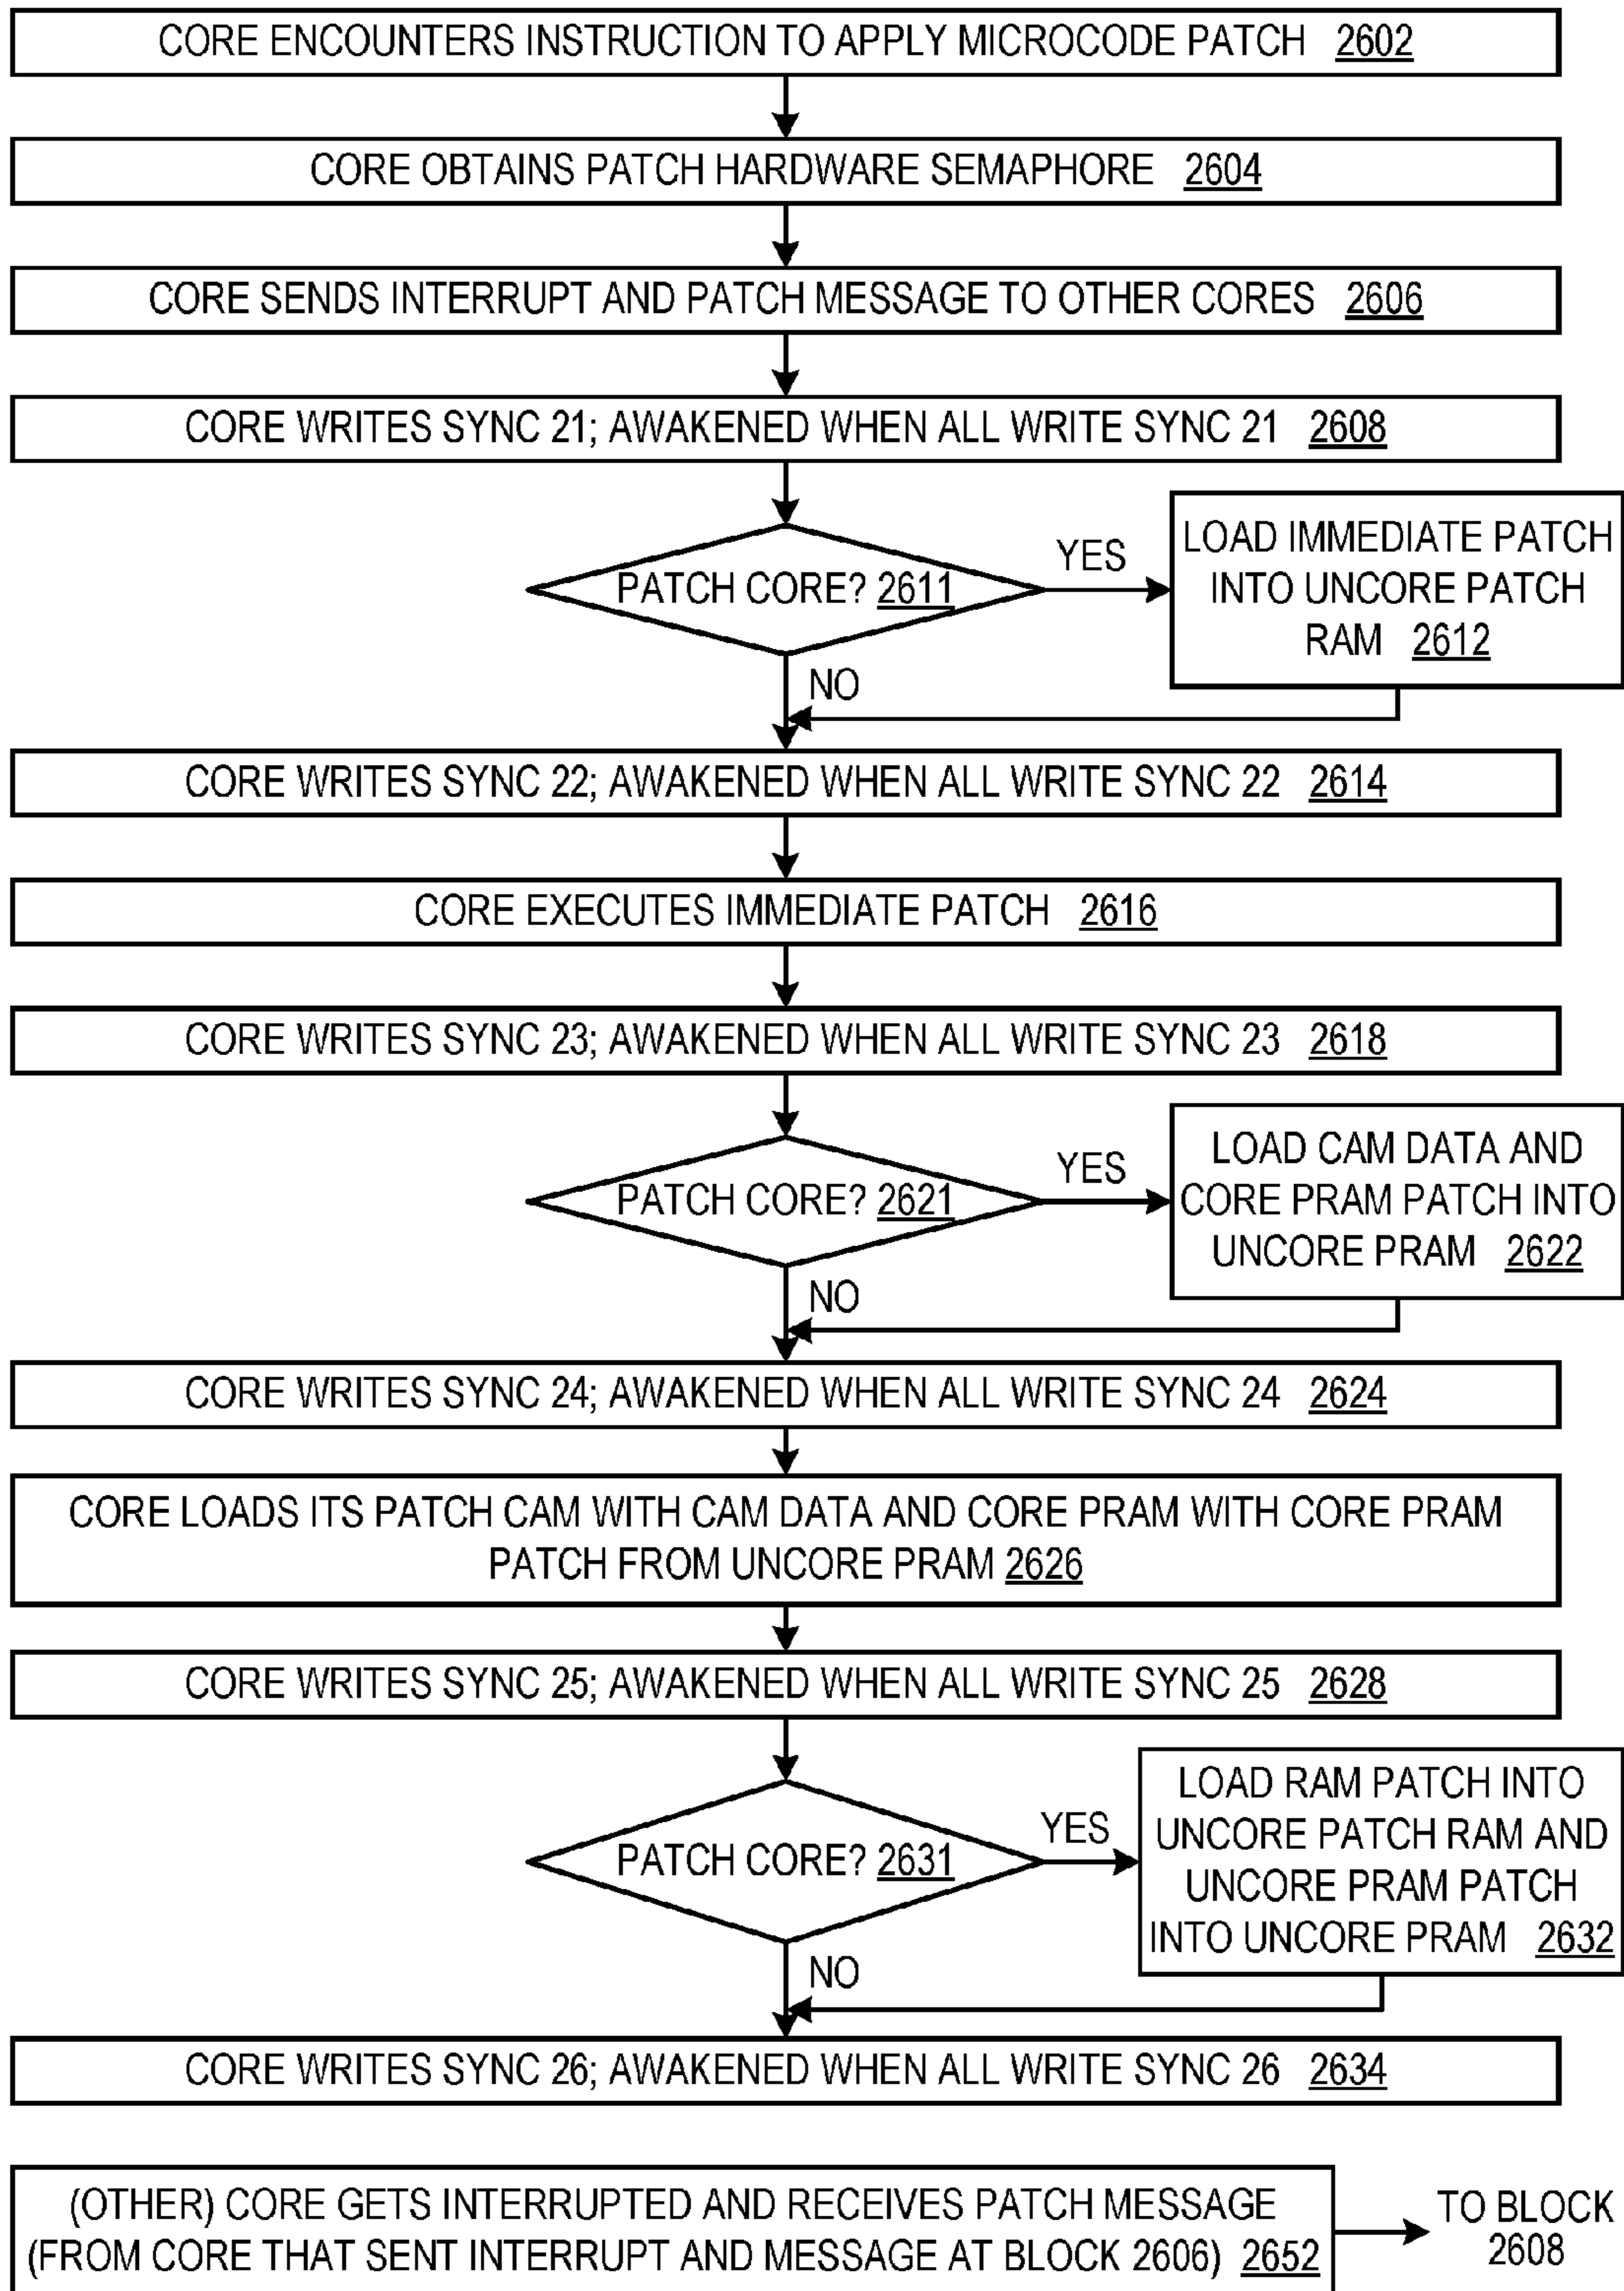 CORE ENCOUNTERS INSTRUCTION TO APPLY MICROCODE PATCH 2602
CORE OBTAINS PATCH HARDWARE SEMAPHORE 2604
CORE SENDS INTERRUPT AND PATCH MESSAGE TO OTHER CORES 2606
CORE WRITES SYNC 21; AWAKENED WHEN ALL WRITE SYNC 21 2608
PATCH CORE? 2611
YES
LOAD IMMEDIATE PATCH
INTO UNCORE PATCH
RAM 2612
NO
CORE WRITES SYNC 22; AWAKENED WHEN ALL WRITE SYNC 22 2614
CORE EXECUTES IMMEDIATE PATCH 2616
CORE WRITES SYNC 23; AWAKENED WHEN ALL WRITE SYNC 23 2618
PATCH CORE? 2621
YES
LOAD CAM DATA AND
CORE PRAM PATCH INTO
UNCORE PRAM 2622
NO
CORE WRITES SYNC 24; AWAKENED WHEN ALL WRITE SYNC 24 2624
CORE LOADS ITS PATCH CAM WITH CAM DATA AND CORE PRAM WITH CORE PRAM
PATCH FROM UNCORE PRAM 2626
CORE WRITES SYNC 25; AWAKENED WHEN ALL WRITE SYNC 25 2628
PATCH CORE? 2631
YES
LOAD RAM PATCH INTO
UNCORE PATCH RAM AND
UNCORE PRAM PATCH
INTO UNCORE PRAM 2632
NO
CORE WRITES SYNC 26; AWAKENED WHEN ALL WRITE SYNC 26 2634
(OTHER) CORE GETS INTERRUPTED AND RECEIVES PATCH MESSAGE
(FROM CORE THAT SENT INTERRUPT AND MESSAGE AT BLOCK 2606) 2652
TO BLOCK
2608